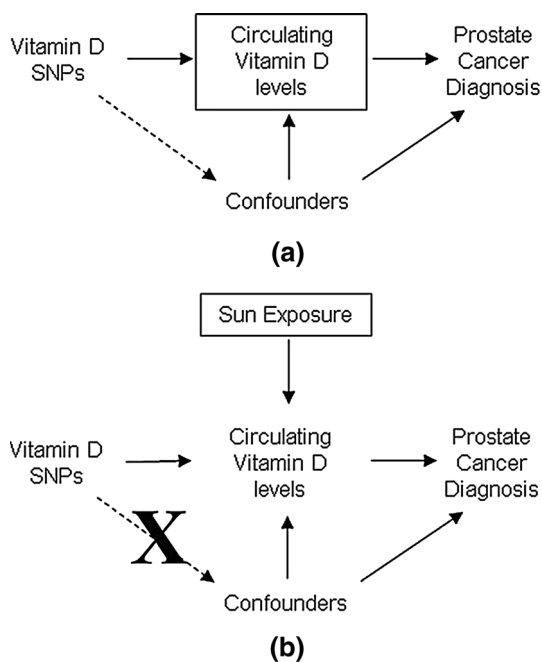 Vitamin D
SNPs
Circulating
Vitamin D
levels
Prostate
Cancer
Diagnosis
Confounders
(a)
Sun Exposure
Vitamin D
SNPs
Circulating
Vitamin D
levels
Prostate
Cancer
Diagnosis
X
Confounders
(b)